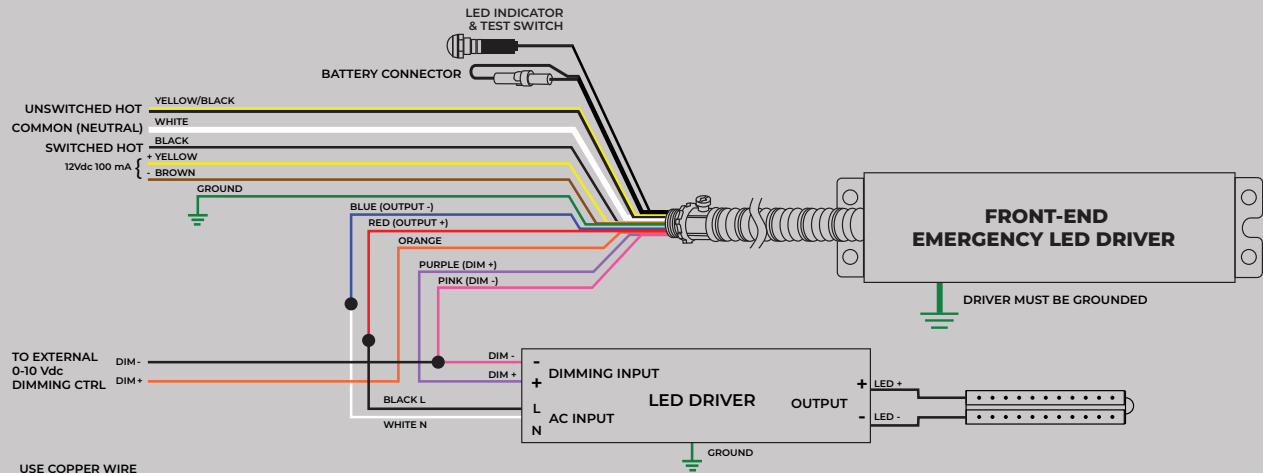 LED INDICATOR
& TEST SWITCH
BATTERY CONNECTOR
UNSWITCHED HOT YELLOW/BLACK
COMMON (NEUTRAL) WHITE
SWITCHED HOT BLACK
12Vdc 100 mA { + YELLOW
- BROWN
GROUND
BLUE (OUTPUT -)
RED (OUTPUT +)
ORANGE
PURPLE (DIM +)
PINK (DIM -)
FRONT-END
EMERGENCY LED DRIVER
DRIVER MUST BE GROUNDED
TO EXTERNAL
0-10 Vdc
DIMMING CTRL
DIM -
DIM +
BLACK L
WHITE N
DIM -
DIM +
- DIMMING INPUT
+
L AC INPUT
N
LED DRIVER
OUTPUT
+ LED +
- LED -
GROUND
USE COPPER WIRE